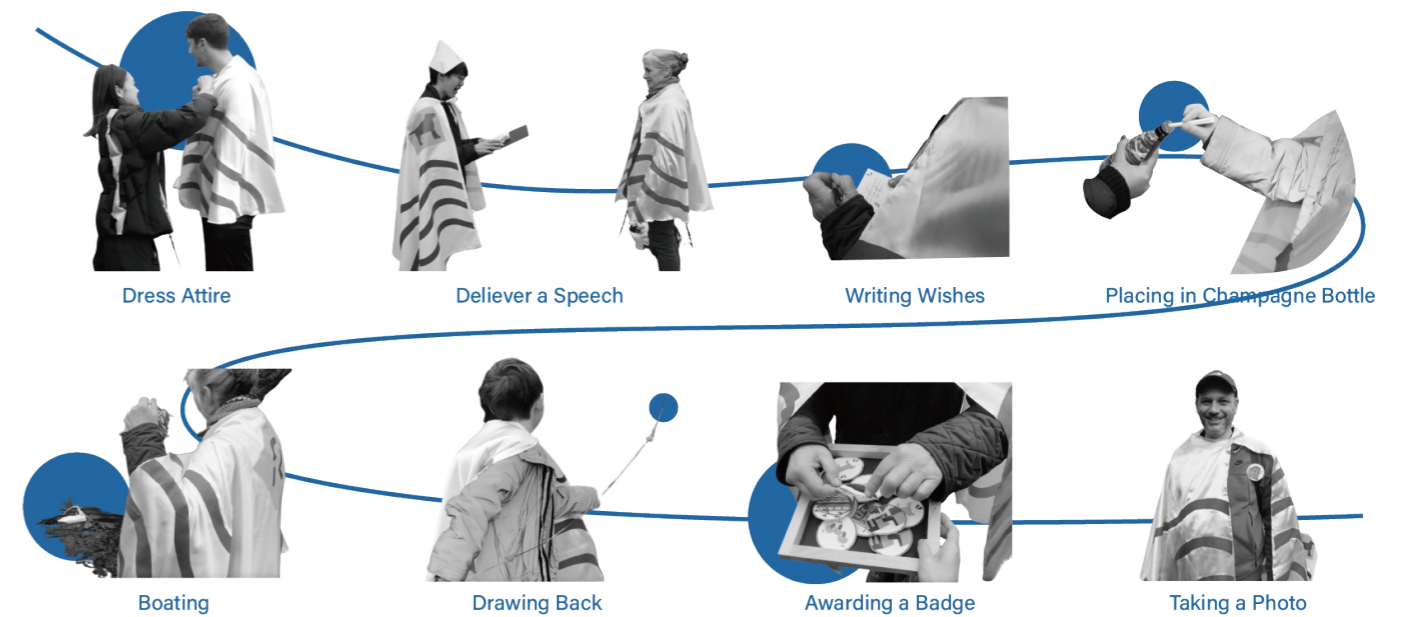 Dress Attire
Deliever a Speech
Writing Wishes
Placing in Champagne Bottle
Boating
Drawing Back
Awarding a Badge
Taking a Photo